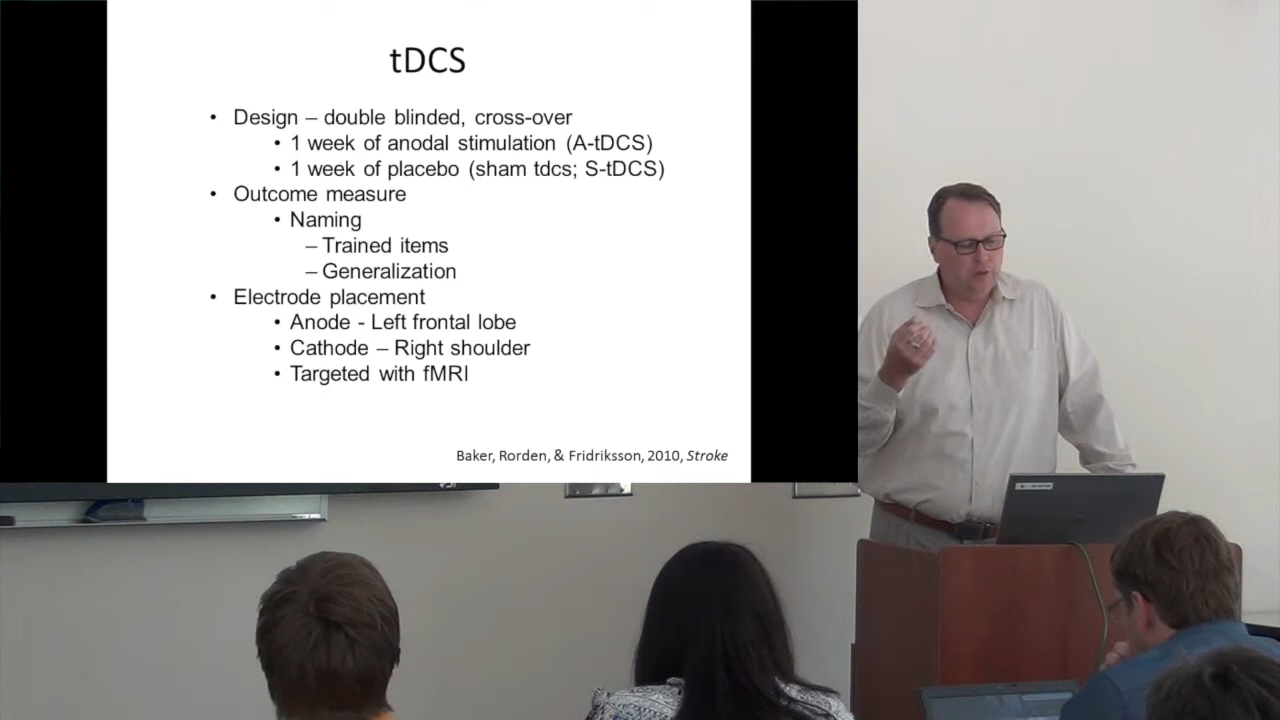 tDCS
• Design – double blinded, cross-over
• 1 week of anodal stimulation (A-tDCS)
• 1 week of placebo (sham tdcs; S-tDCS)
• Outcome measure
• Naming
– Trained items
– Generalization
• Electrode placement
• Anode - Left frontal lobe
• Cathode – Right shoulder
• Targeted with fMRI
Baker, Rorden, & Fridriksson, 2010, Stroke